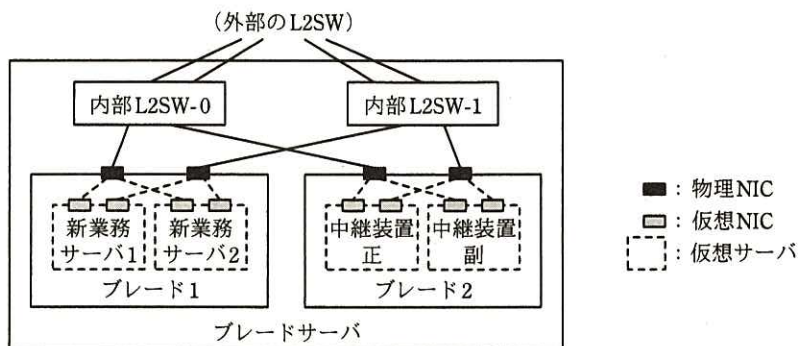 (外部のL2SW)
内部L2SW-0
内部L2SW-1
新業務
サーバ1
新業務
サーバ2
ブレード1
中継装置
正
中継装置
副
ブレード2
ブレードサーバ
：物理NIC
：仮想NIC
：仮想サーバ